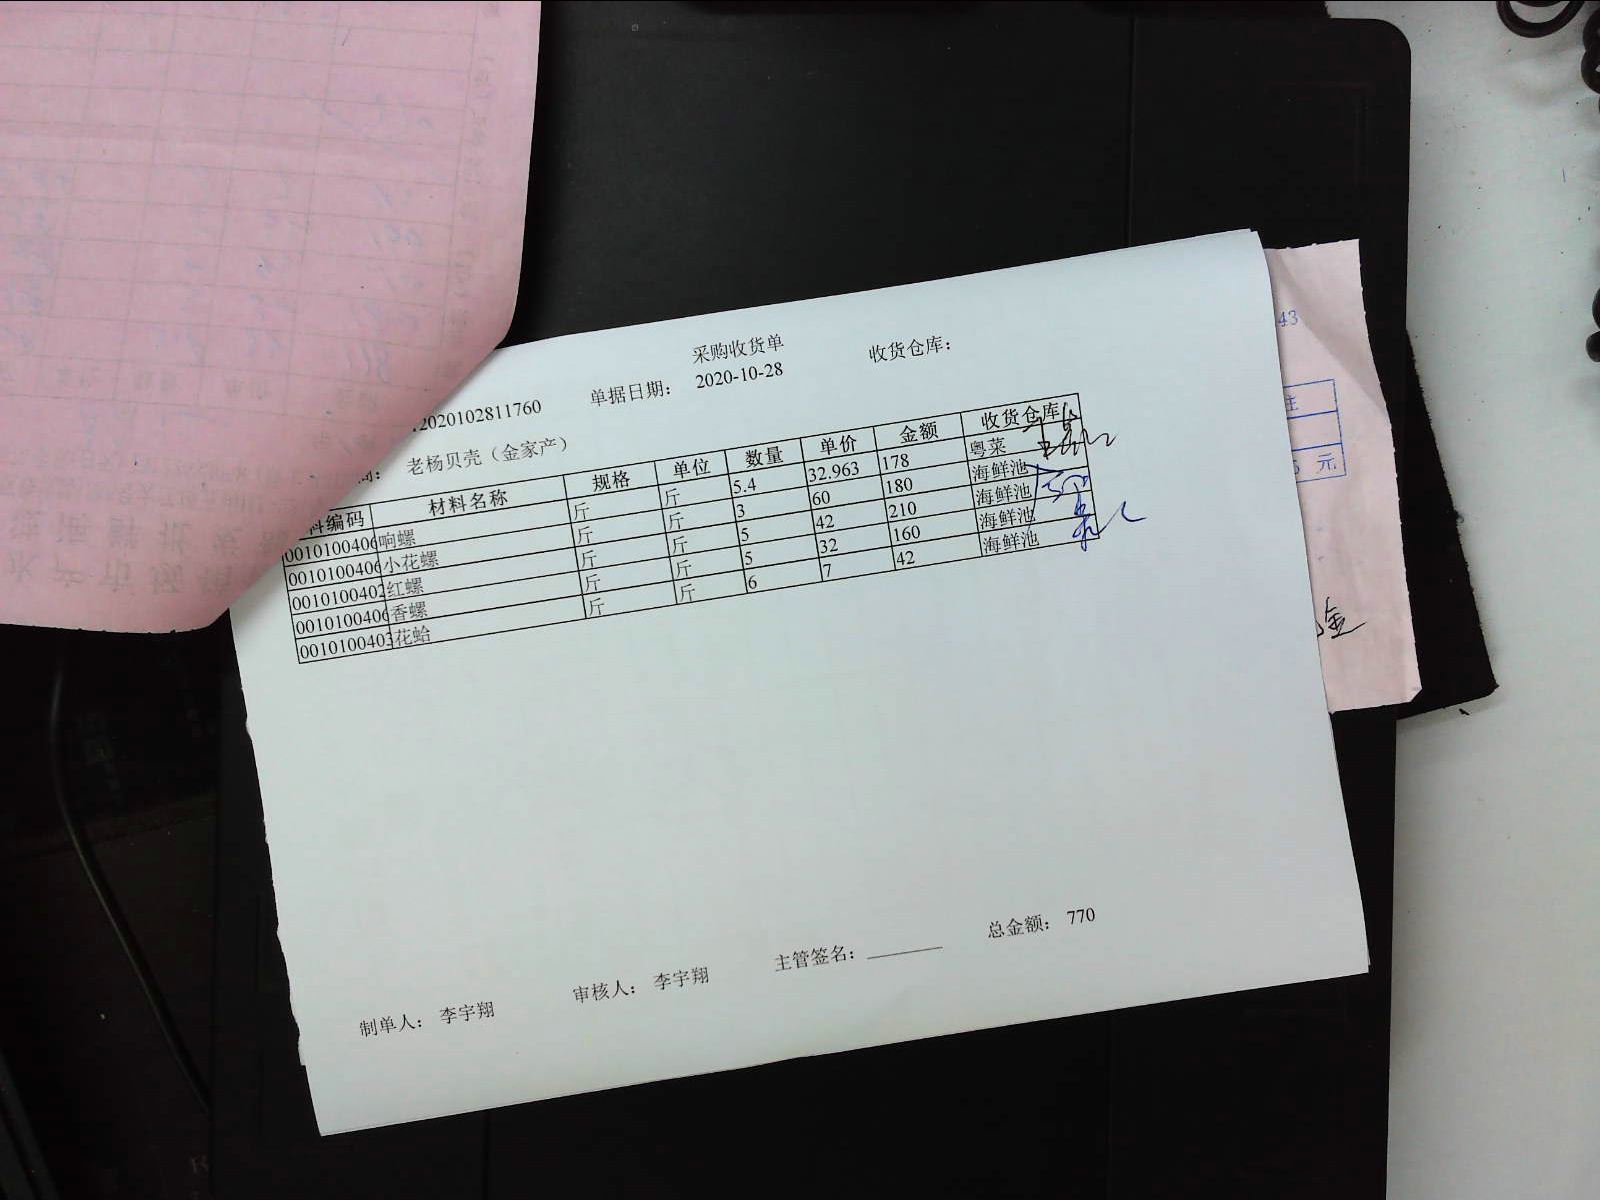 采购收货单
2020102811760 单据日期： 2020-10-28 收货仓库：
老杨贝壳（金家产）
料编码 材料名称 规格 单位 数量 单价 金额 收货仓库
0010100406 响螺 斤 斤 5.4 32.963 178 粤菜
0010100406 小花螺 斤 斤 3 60 180 海鲜池
0010100402 红螺 斤 斤 5 42 210 海鲜池
0010100406 香螺 斤 斤 5 32 160 海鲜池
0010100403 花蛤 斤 斤 6 7 42 海鲜池
制单人： 李宇翔 审核人： 李宇翔 主管签名： 总金额： 770
43
元
金